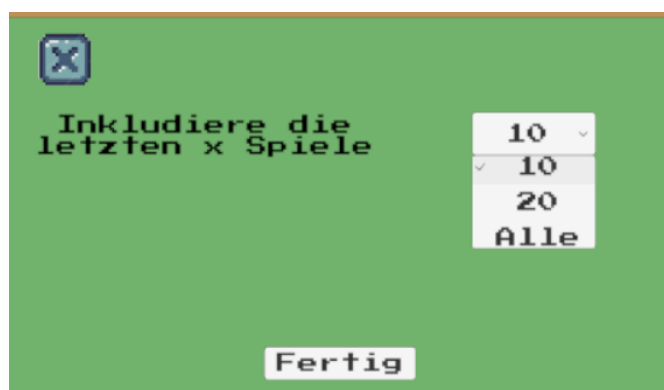 Inkludiere die
letzten x Spiele
10
10
20
Alle
Fertig